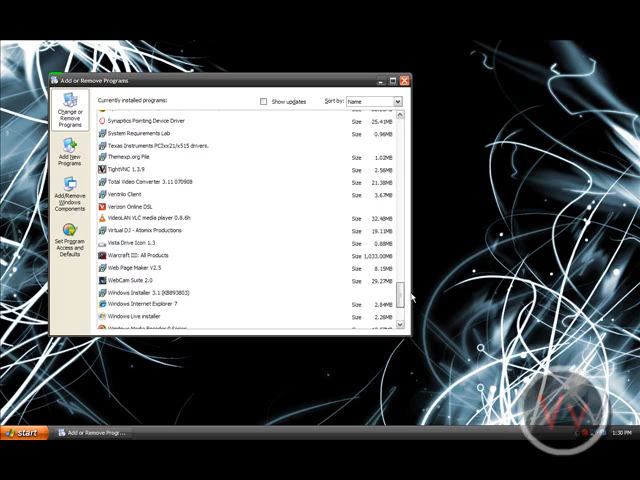 Add or Remove Programs
Change or
Remove
Programs
Currently installed programs:
Show updates
Sort by:
Name
Synaptics Pointing Device Driver Size 25.41MB
System Requirements Lab Size 0.96MB
Texas Instruments PCIxx21/x515 drivers.
Themexp.org File Size 1.02MB
TightVNC 1.3.9 Size 2.56MB
Total Video Converter 3.11 070908 Size 21.38MB
Ventrilo Client Size 3.67MB
Verizon Online DSL
VideoLAN VLC media player 0.8.6h Size 32.48MB
Virtual DJ - Atomix Productions Size 19.11MB
Vista Drive Icon 1.3 Size 0.88MB
Warcraft III: All Products Size 1,033.00MB
Web Page Maker V2.5 Size 8.15MB
WebCam Suite 2.0 Size 29.27MB
Windows Installer 3.1 (KB893803)
Windows Internet Explorer 7 Size 2.84MB
Windows Live installer Size 2.26MB
Add New
Programs
Add/Remove
Windows
Components
Set Program
Access and
Defaults
start
Add or Remove Progr...
1:30 PM